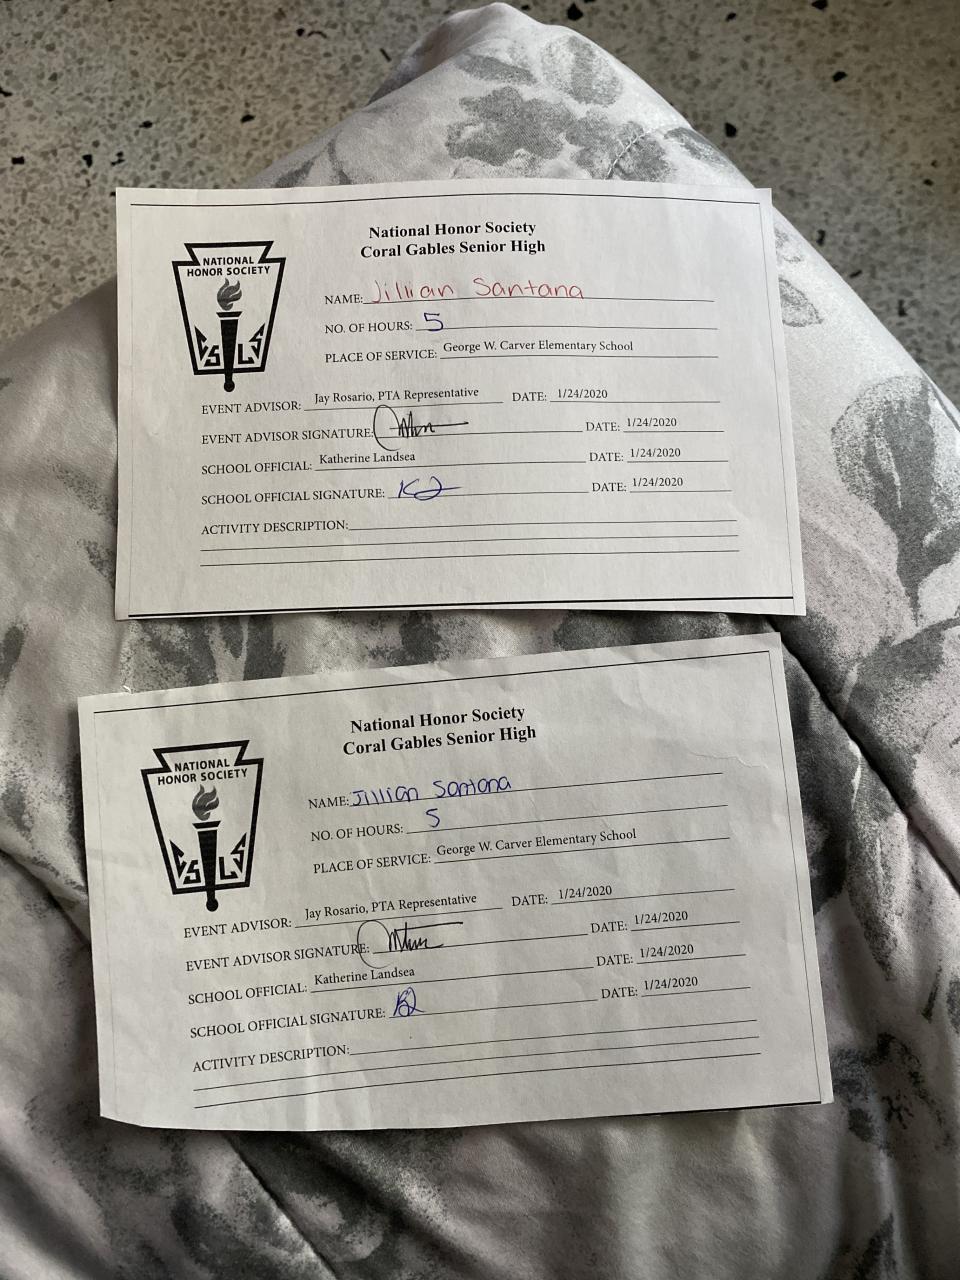 National Honor Society
Coral Gables Senior High
NATIONAL
HONOR SOCIETY
C S L S
NAME: Jillian Santana
NO. OF HOURS: 5
PLACE OF SERVICE: George W. Carver Elementary School
EVENT ADVISOR: Jay Rosario, PTA Representative DATE: 1/24/2020
EVENT ADVISOR SIGNATURE: DATE: 1/24/2020
SCHOOL OFFICIAL: Katherine Landsea DATE: 1/24/2020
SCHOOL OFFICIAL SIGNATURE: DATE: 1/24/2020
ACTIVITY DESCRIPTION:
National Honor Society
Coral Gables Senior High
NATIONAL
HONOR SOCIETY
C S L S
NAME: Jillian Santana
NO. OF HOURS: 5
PLACE OF SERVICE: George W. Carver Elementary School
EVENT ADVISOR: Jay Rosario, PTA Representative DATE: 1/24/2020
EVENT ADVISOR SIGNATURE: DATE: 1/24/2020
SCHOOL OFFICIAL: Katherine Landsea DATE: 1/24/2020
SCHOOL OFFICIAL SIGNATURE: DATE: 1/24/2020
ACTIVITY DESCRIPTION: